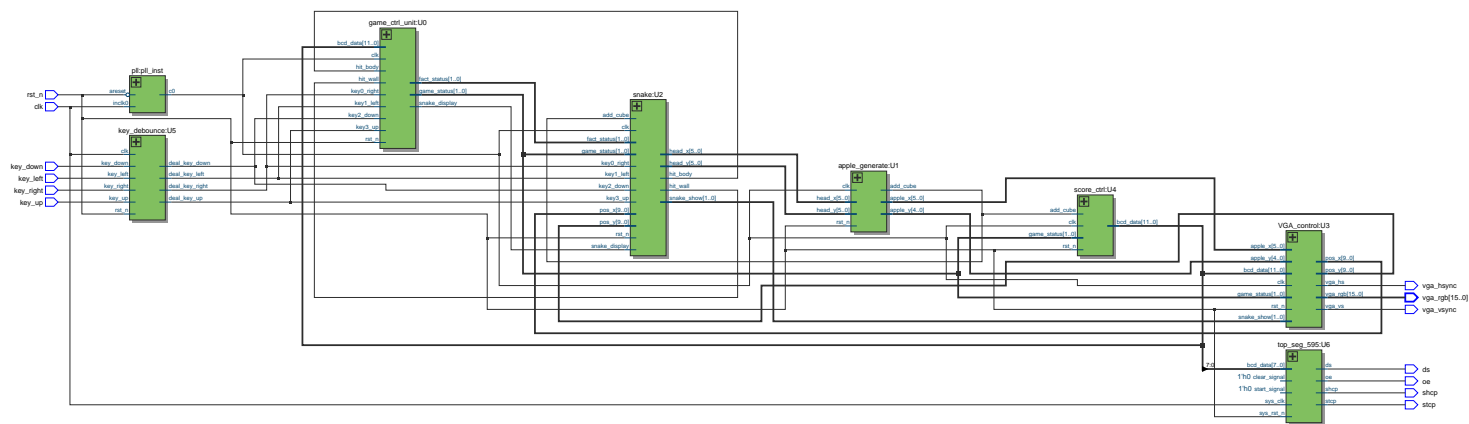 rst_n
clk
key_down
key_left
key_right
key_up
pll:pll_inst
areset
inclk0
c0
key_debounce:U5
clk
key_down
key_left
key_right
key_up
rst_n
deal_key_down
deal_key_left
deal_key_right
deal_key_up
game_ctrl_unit:U0
bcd_data[11..0]
clk
hit_body
hit_wall
key0_right
key1_left
key2_down
key3_up
rst_n
fact_status[1..0]
game_status[1..0]
snake_display
snake:U2
add_cube
clk
fact_status[1..0]
game_status[1..0]
key0_right
key1_left
key2_down
key3_up
pos_x[9..0]
pos_y[9..0]
rst_n
snake_display
head_x[5..0]
head_y[5..0]
hit_body
hit_wall
snake_show[1..0]
apple_generate:U1
clk
head_x[5..0]
head_y[5..0]
rst_n
add_cube
apple_x[5..0]
apple_y[4..0]
score_ctrl:U4
add_cube
clk
game_status[1..0]
rst_n
bcd_data[11..0]
VGA_control:U3
apple_x[5..0]
apple_y[4..0]
bcd_data[11..0]
clk
game_status[1..0]
rst_n
snake_show[1..0]
pos_x[9..0]
pos_y[9..0]
vga_hs
vga_rgb[15..0]
vga_vs
vga_hsync
vga_rgb[15..0]
vga_vsync
top_seg_595:U6
7:0
bcd_data[7..0]
1'h0 clear_signal
1'h0 start_signal
sys_clk
sys_rst_n
ds
oe
shcp
stcp
ds
oe
shcp
stcp